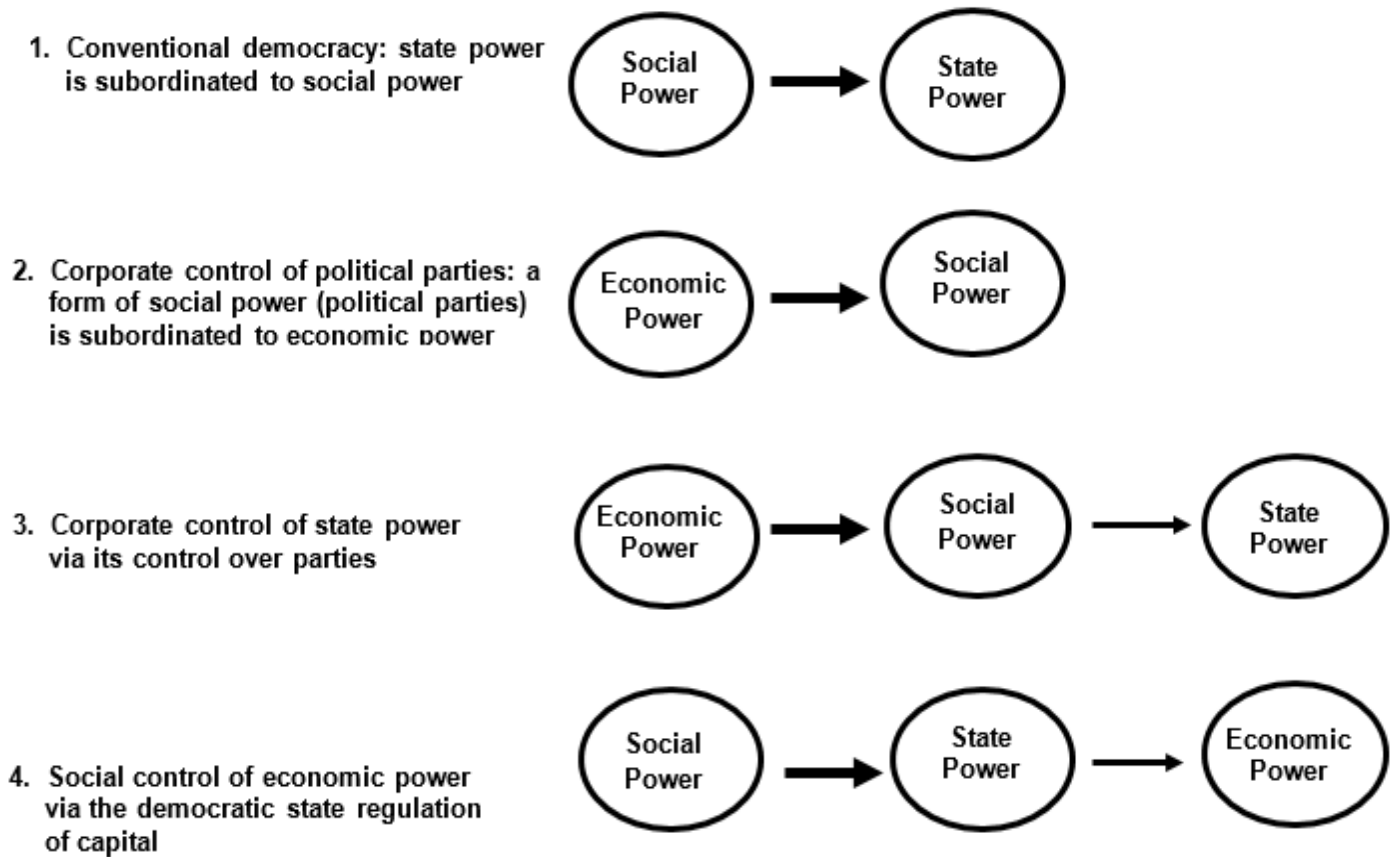 1. Conventional democracy: state power
is subordinated to social power
Social
Power
State
Power
2. Corporate control of political parties: a
form of social power (political parties)
is subordinated to economic power
Economic
Power
Social
Power
3. Corporate control of state power
via its control over parties
Economic
Power
Social
Power
State
Power
4. Social control of economic power
via the democratic state regulation
of capital
Social
Power
State
Power
Economic
Power